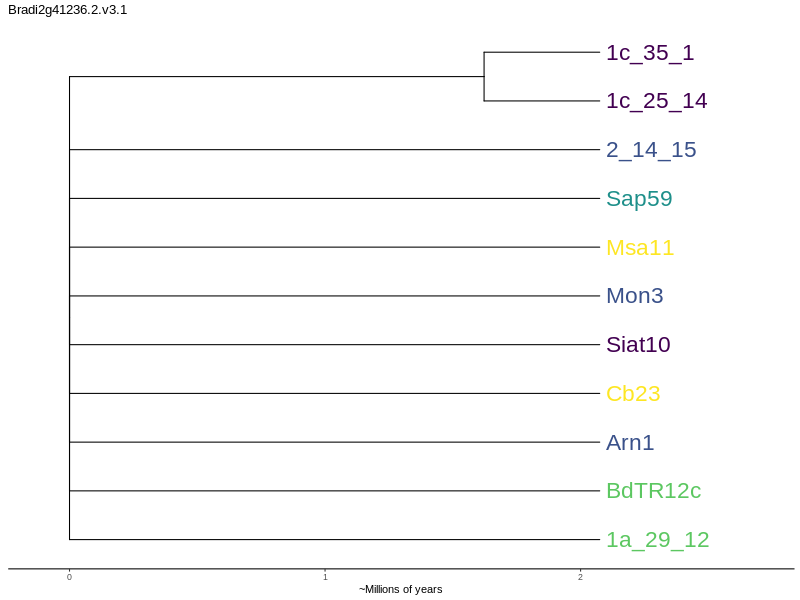 Bradi2g41236.2.v3.1
1c_35_1
1c_25_14
2_14_15
Sap59
Msa11
Mon3
Siat10
Cb23
Arn1
BdTR12c
1a_29_12
0 1 2
~Millions of years